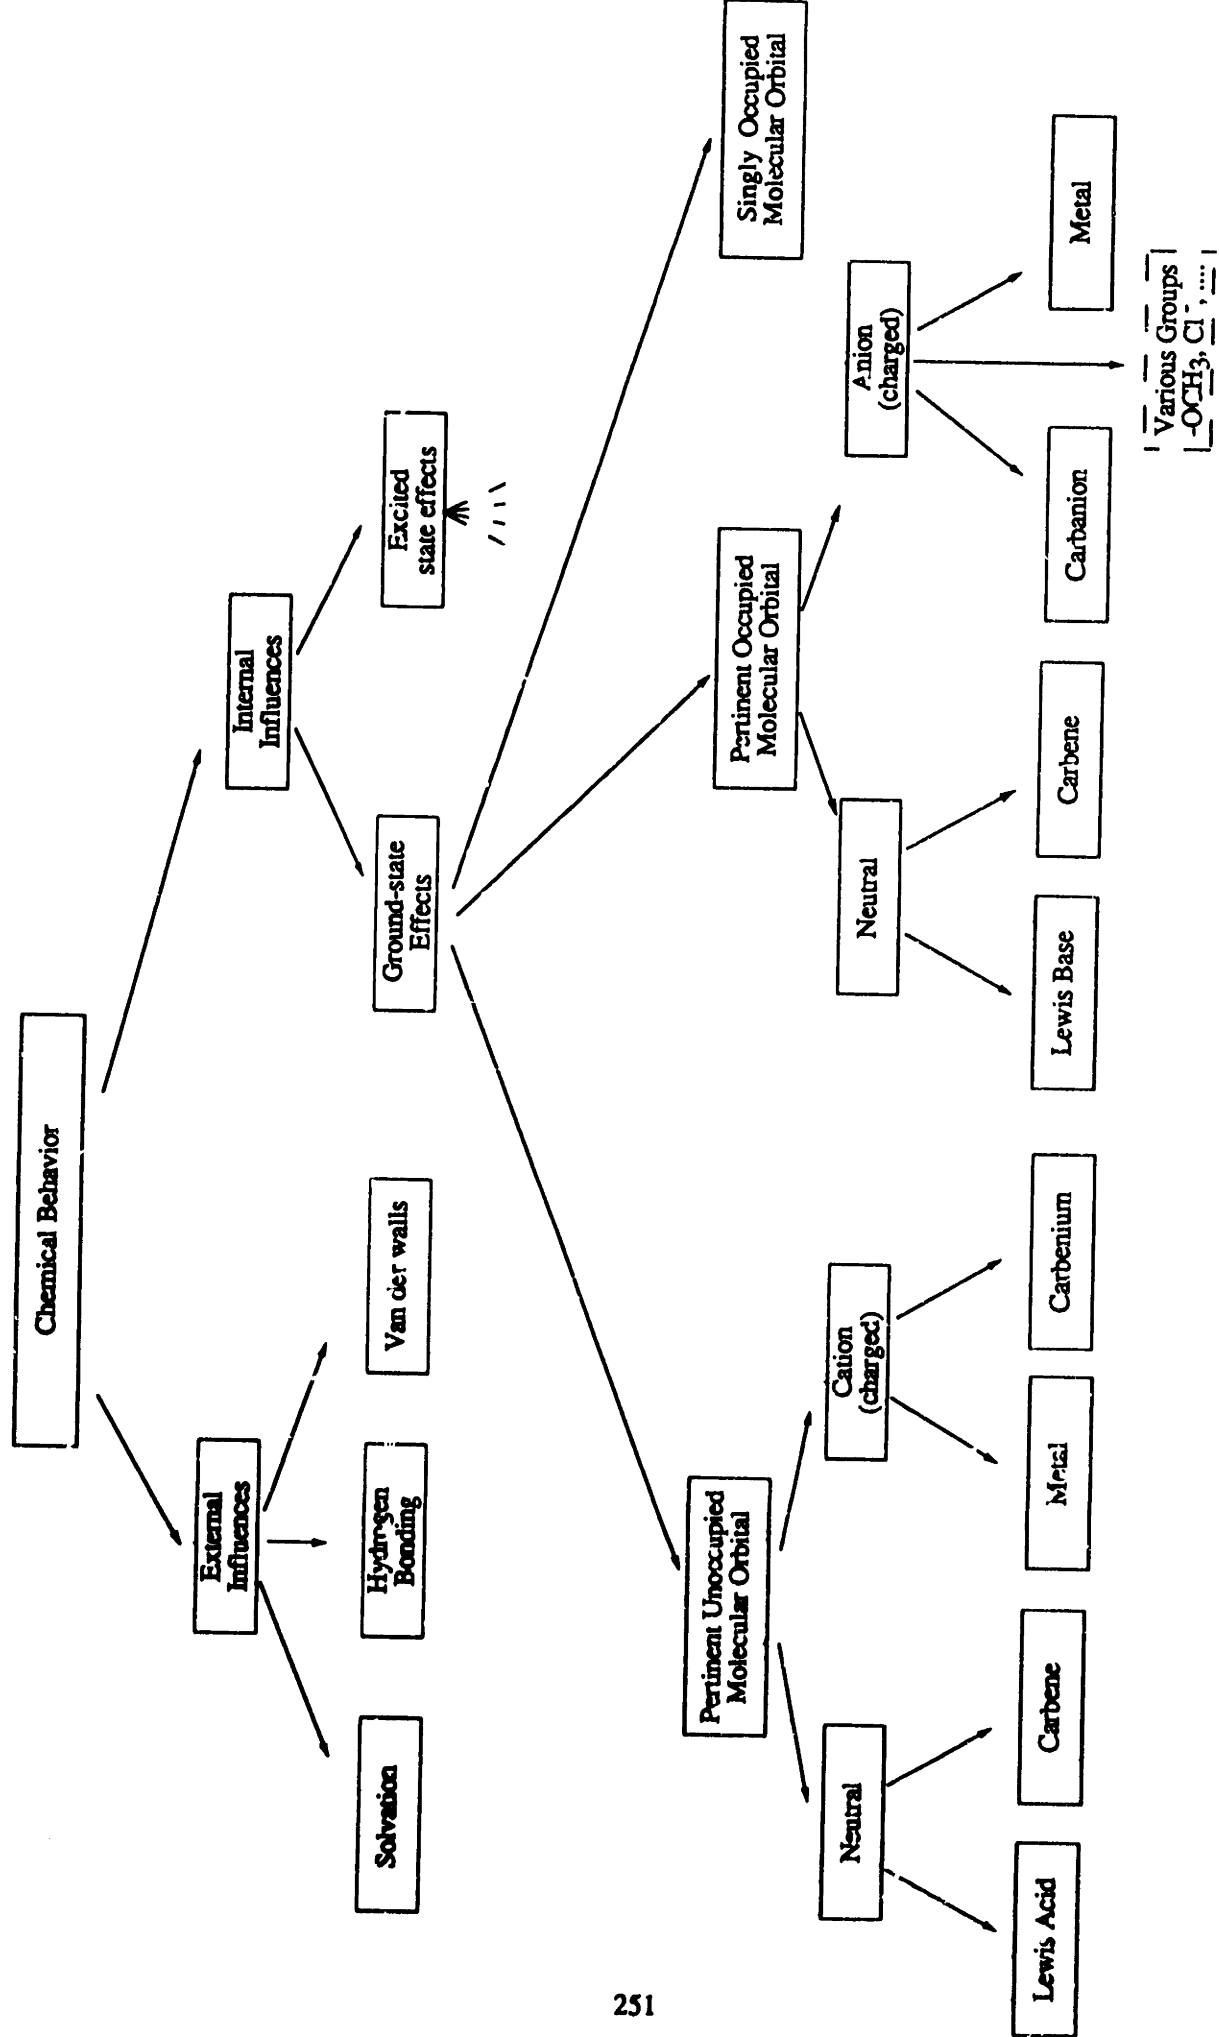 Chemical Behavior
External
Influences
Internal
Influences
Solvation
Hydrogen
Bonding
Van der walls
Ground-state
Effects
Excited
state effects
Pertinent Unoccupied
Molecular Orbital
Pertinent Occupied
Molecular Orbital
Singly Occupied
Molecular Orbital
Neutral
Cation
(charged)
Neutral
Anion
(charged)
Lewis Acid
Carbene
Metal
Carbenium
Lewis Base
Carbene
Carbanion
Metal
Various Groups
-OCH3, Cl⁻, ....
251